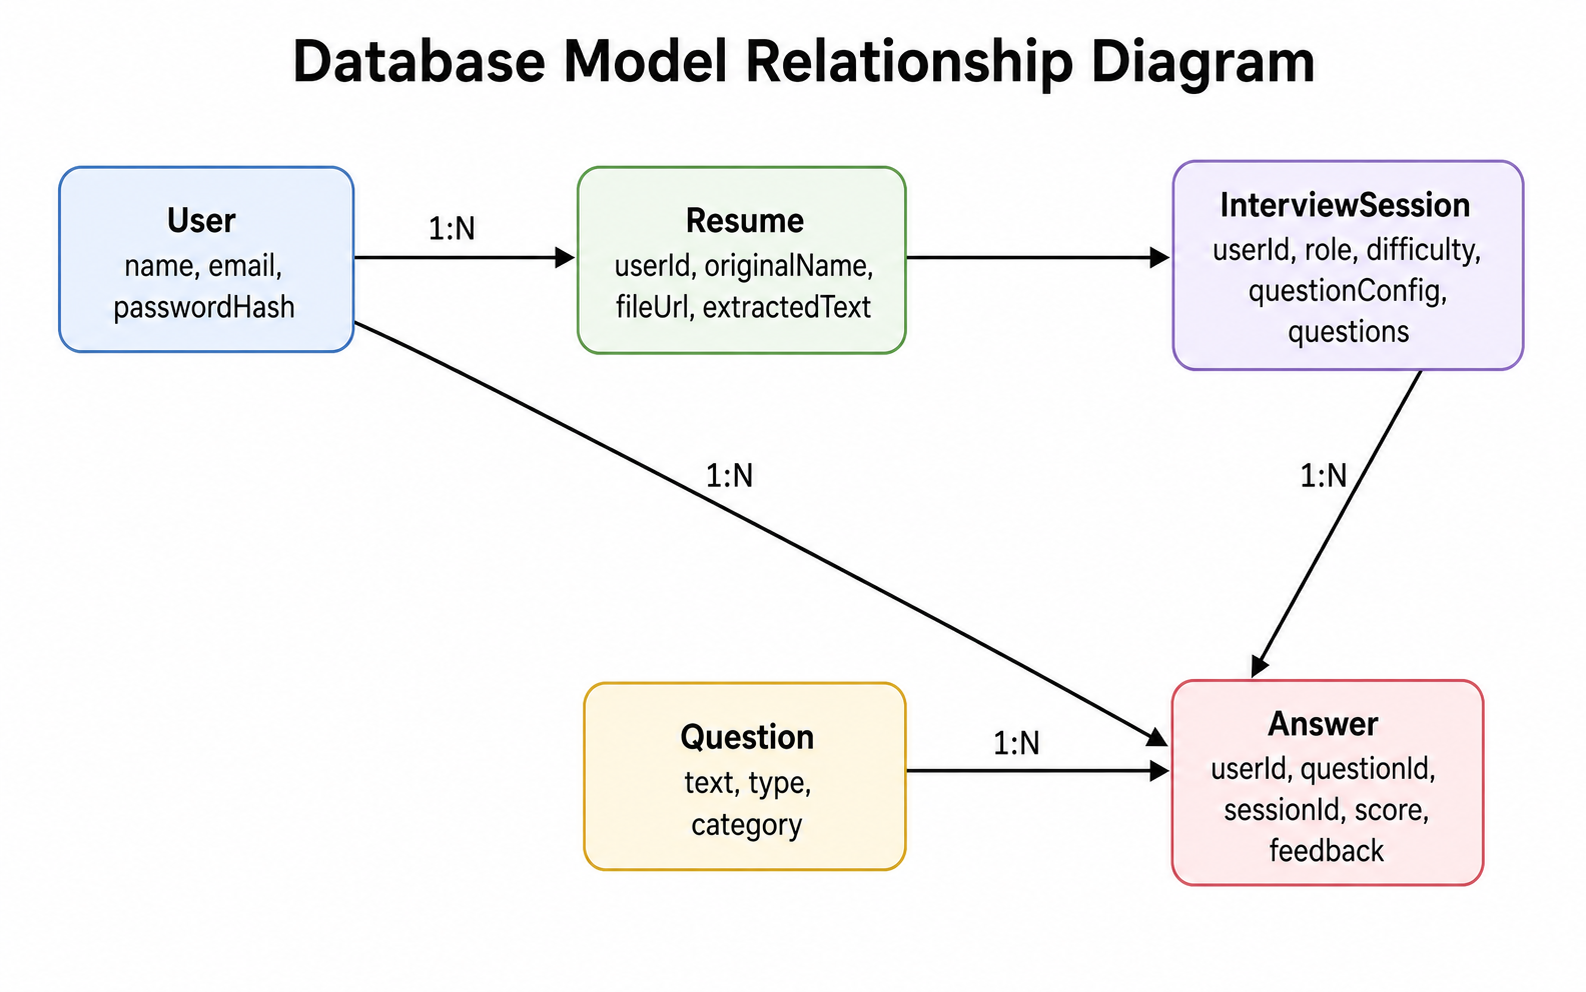 Database Model Relationship Diagram
User
name, email,
passwordHash
1:N
Resume
userId, originalName,
fileUrl, extractedText
InterviewSession
userId, role, difficulty,
questionConfig,
questions
1:N
1:N
Question
text, type,
category
1:N
Answer
userId, questionId,
sessionId, score,
feedback